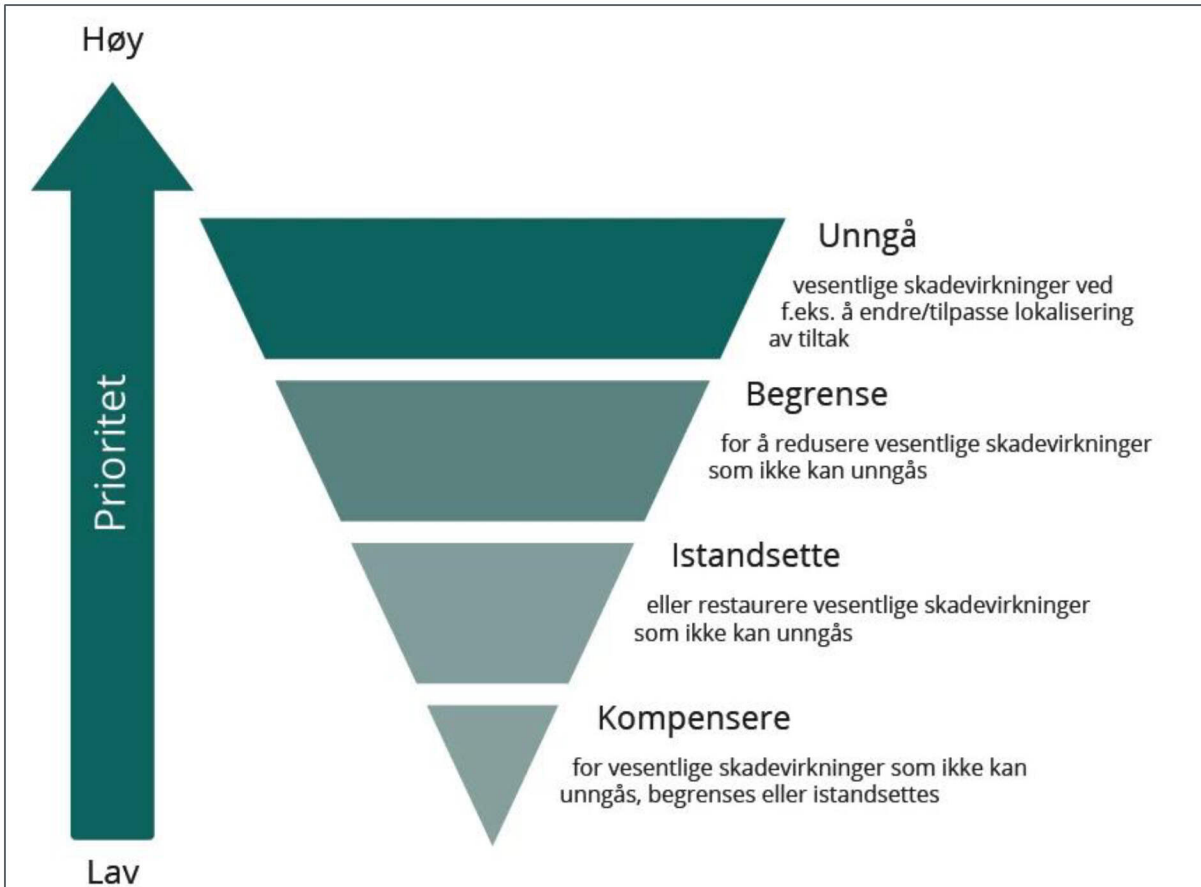 Høy
Prioritet
Unngå
vesentlige skadevirkninger ved
f.eks. å endre/tilpasse lokalisering
av tiltak
Begrense
for å redusere vesentlige skadevirkninger
som ikke kan unngås
Istandsette
eller restaurere vesentlige skadevirkninger
som ikke kan unngås
Kompensere
for vesentlige skadevirkninger som ikke kan
unngås, begrenses eller istandsettes
Lav